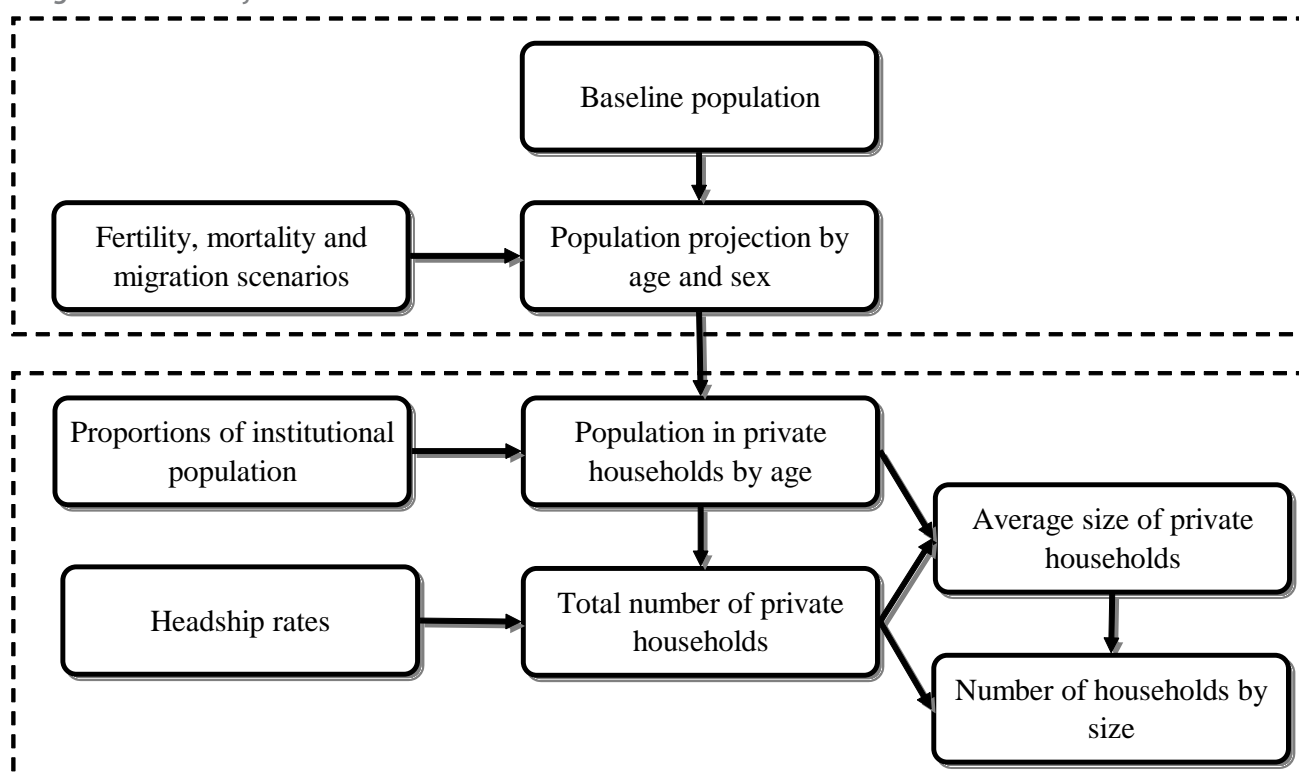 Baseline population
Fertility, mortality and
migration scenarios
Population projection by
age and sex
Proportions of institutional
population
Population in private
households by age
Average size of private
households
Headship rates
Total number of private
households
Number of households by
size